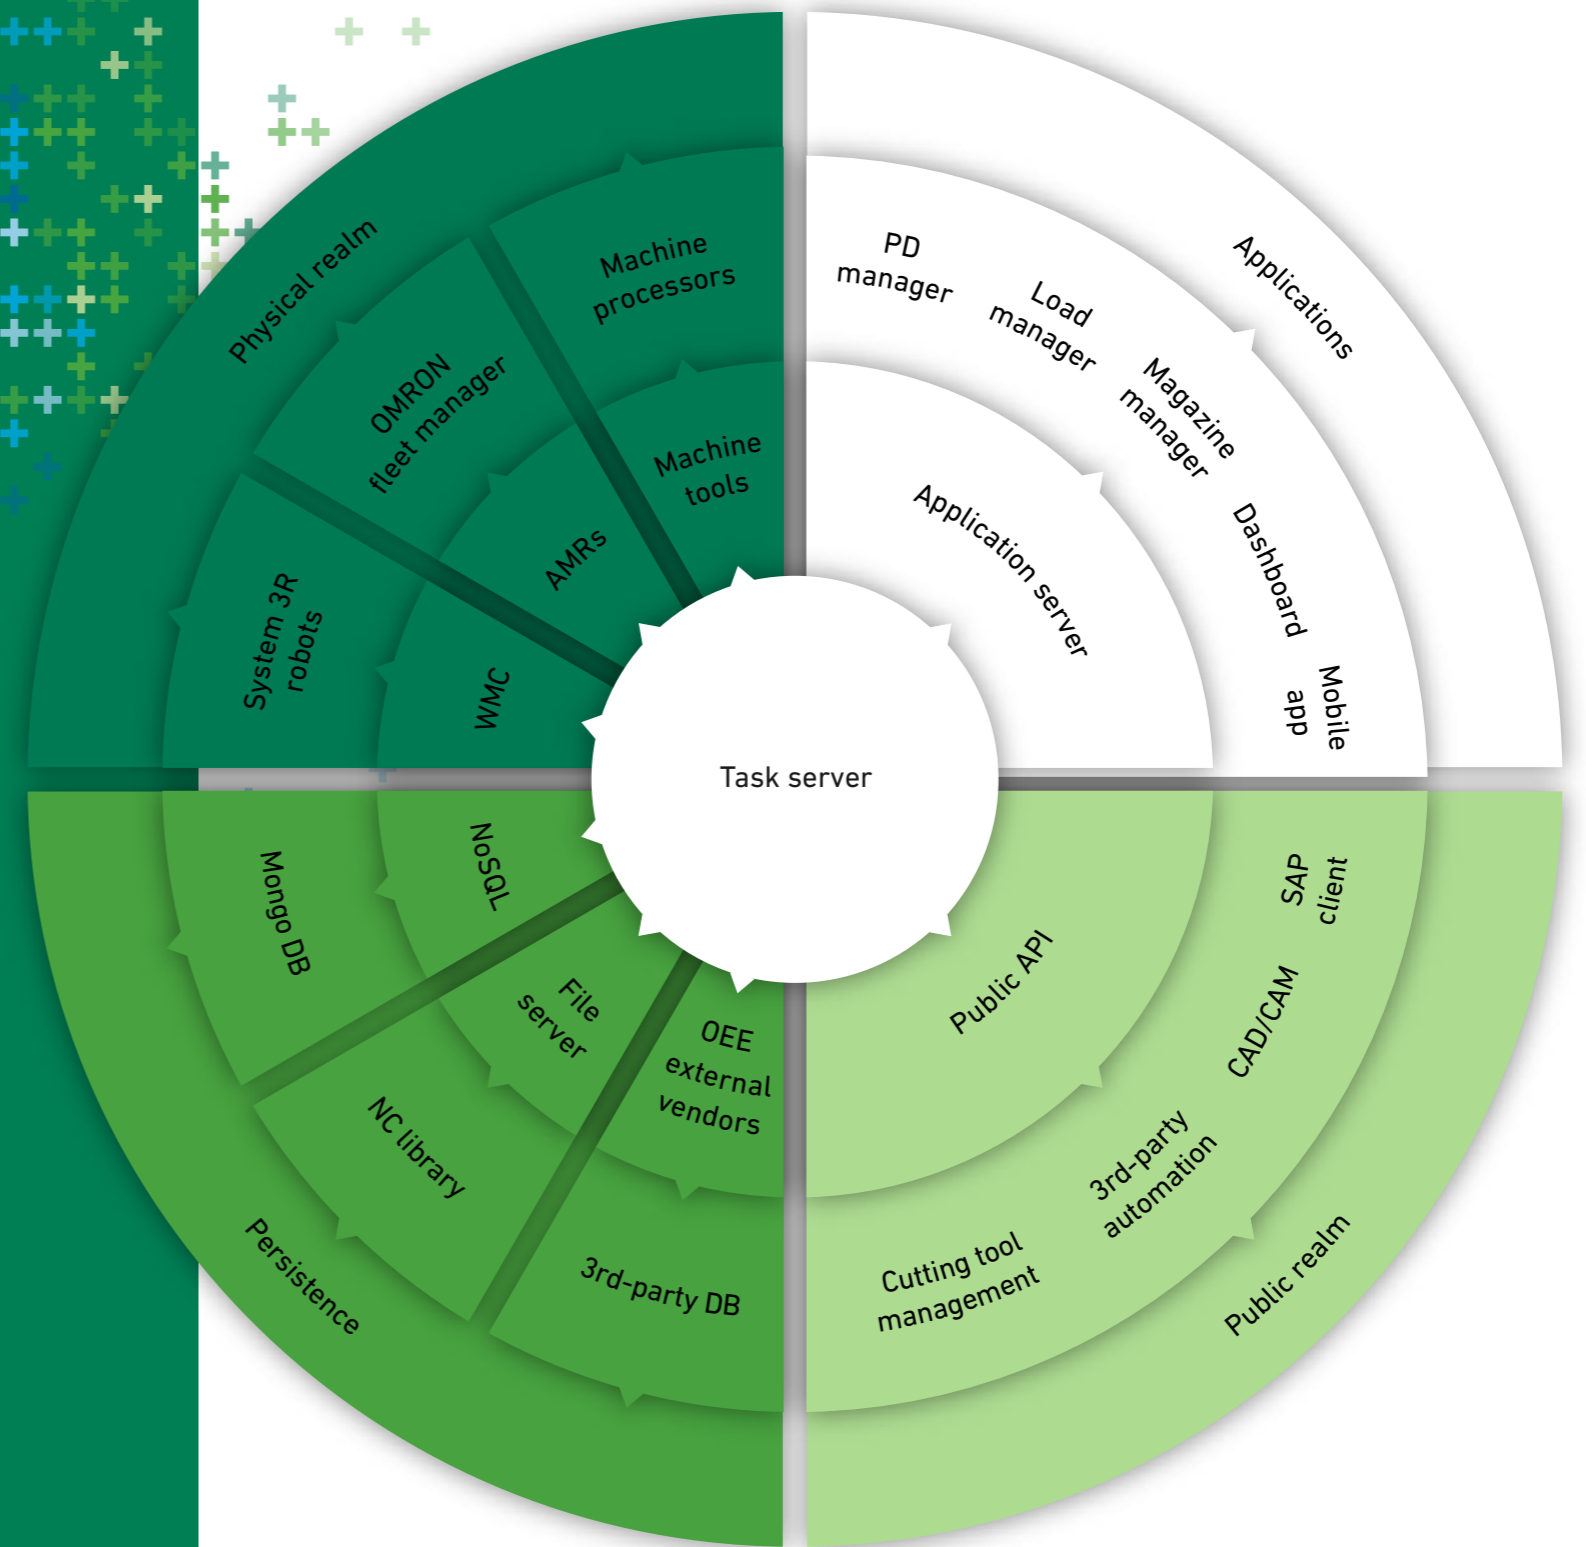 Physical realm
Machine
processors
OMRON
fleet manager
System 3R
robots
Machine
tools
AMRs
WMC
Applications
PD
manager
Load
manager
Magazine
manager
Dashboard
Mobile
app
Application server
Task server
NoSQL
File
server
OEE
external
vendors
Mongo DB
NC library
3rd-party DB
Persistence
Public API
SAP
client
CAD/CAM
3rd-party
automation
Cutting tool
management
Public realm